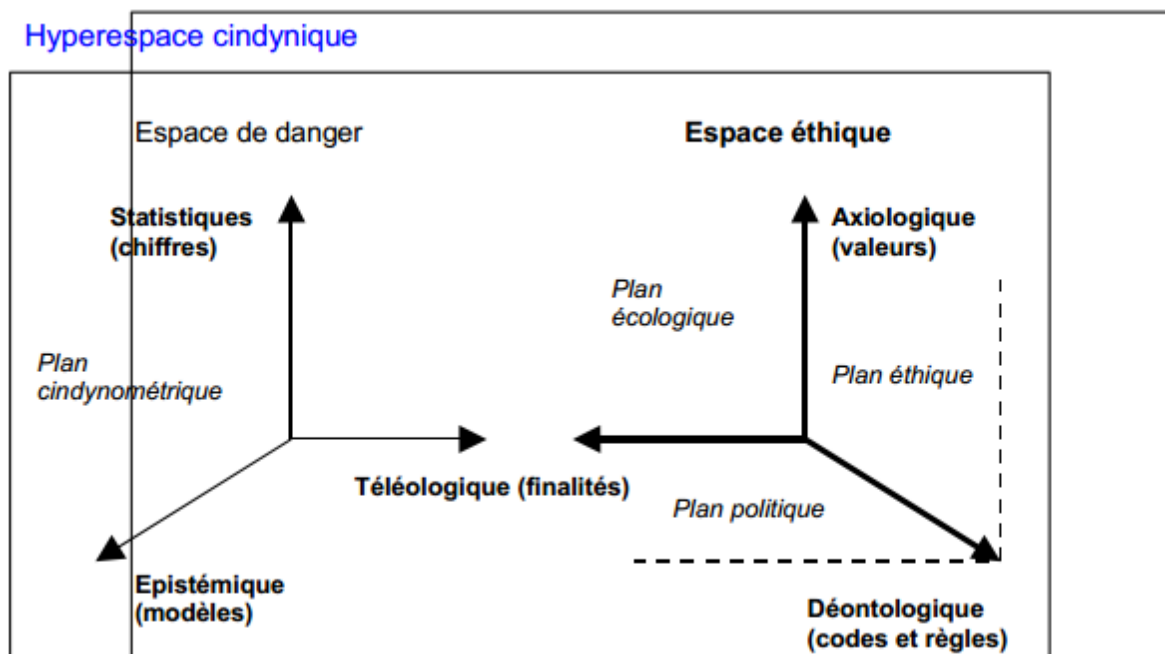 Hyperespace cindynique
Espace de danger
Espace éthique
Statistiques
(chiffres)
Axiologique
(valeurs)
Plan
écologique
Plan
cindynométrique
Plan éthique
Téléologique (finalités)
Plan politique
Epistémique
(modèles)
Déontologique
(codes et règles)